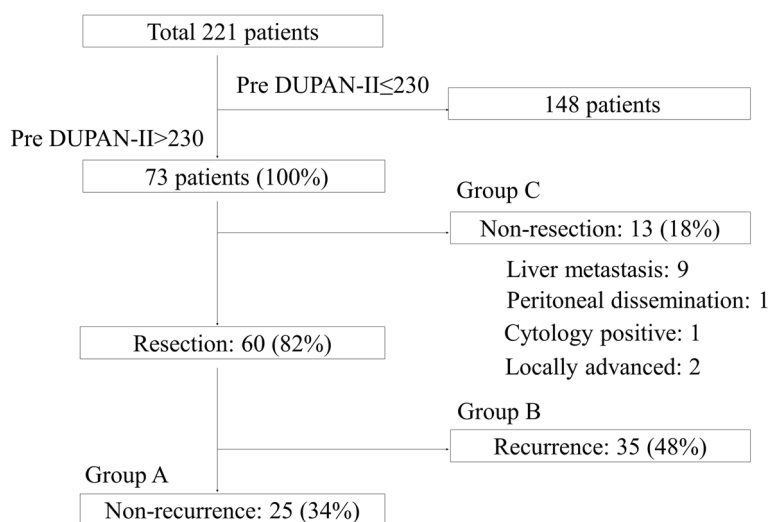 Total 221 patients
Pre DUPAN-II≤230
148 patients
Pre DUPAN-II>230
73 patients (100%)
Group C
Non-resection: 13 (18%)
Liver metastasis: 9
Peritoneal dissemination: 1
Cytology positive: 1
Locally advanced: 2
Resection: 60 (82%)
Group B
Recurrence: 35 (48%)
Group A
Non-recurrence: 25 (34%)